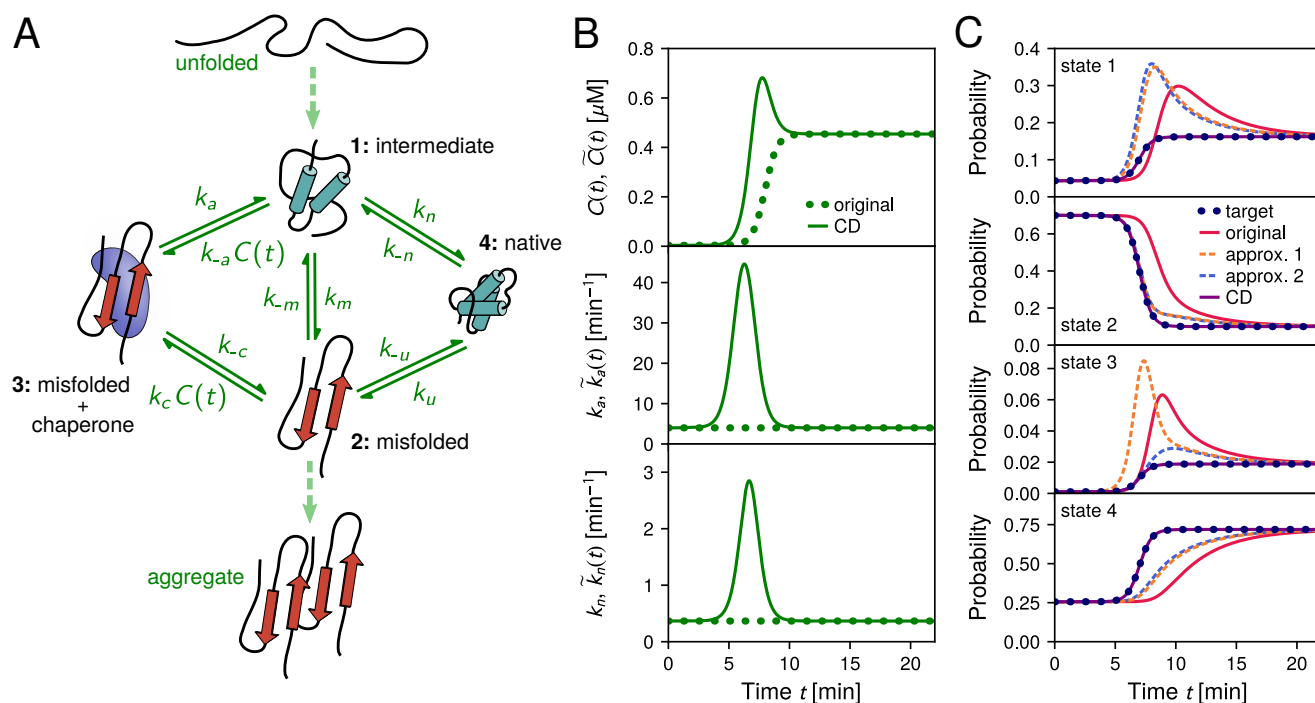 A
unfolded
1: intermediate
k_a
k_n
k_-a C(t)
k_-n
4: native
k_-m
k_m
k_-c
k_-u
k_c C(t)
k_u
3: misfolded
+
chaperone
2: misfolded
aggregate
B
C(t), C̃(t) [μM]
0.8
0.6
0.4
0.2
0.0
original
CD
k_a, k̃_a(t) [min⁻¹]
40
30
20
10
0
k_n, k̃_n(t) [min⁻¹]
3
2
1
0
0 5 10 15 20
Time t [min]
C
Probability
0.4
0.3
0.2
0.1
0.0
state 1
Probability
0.6
0.4
0.2
0.0
target
original
approx. 1
approx. 2
CD
state 2
Probability
0.08
0.06
0.04
0.02
0.00
state 3
Probability
0.75
0.50
0.25
0.00
state 4
0 5 10 15 20
Time t [min]